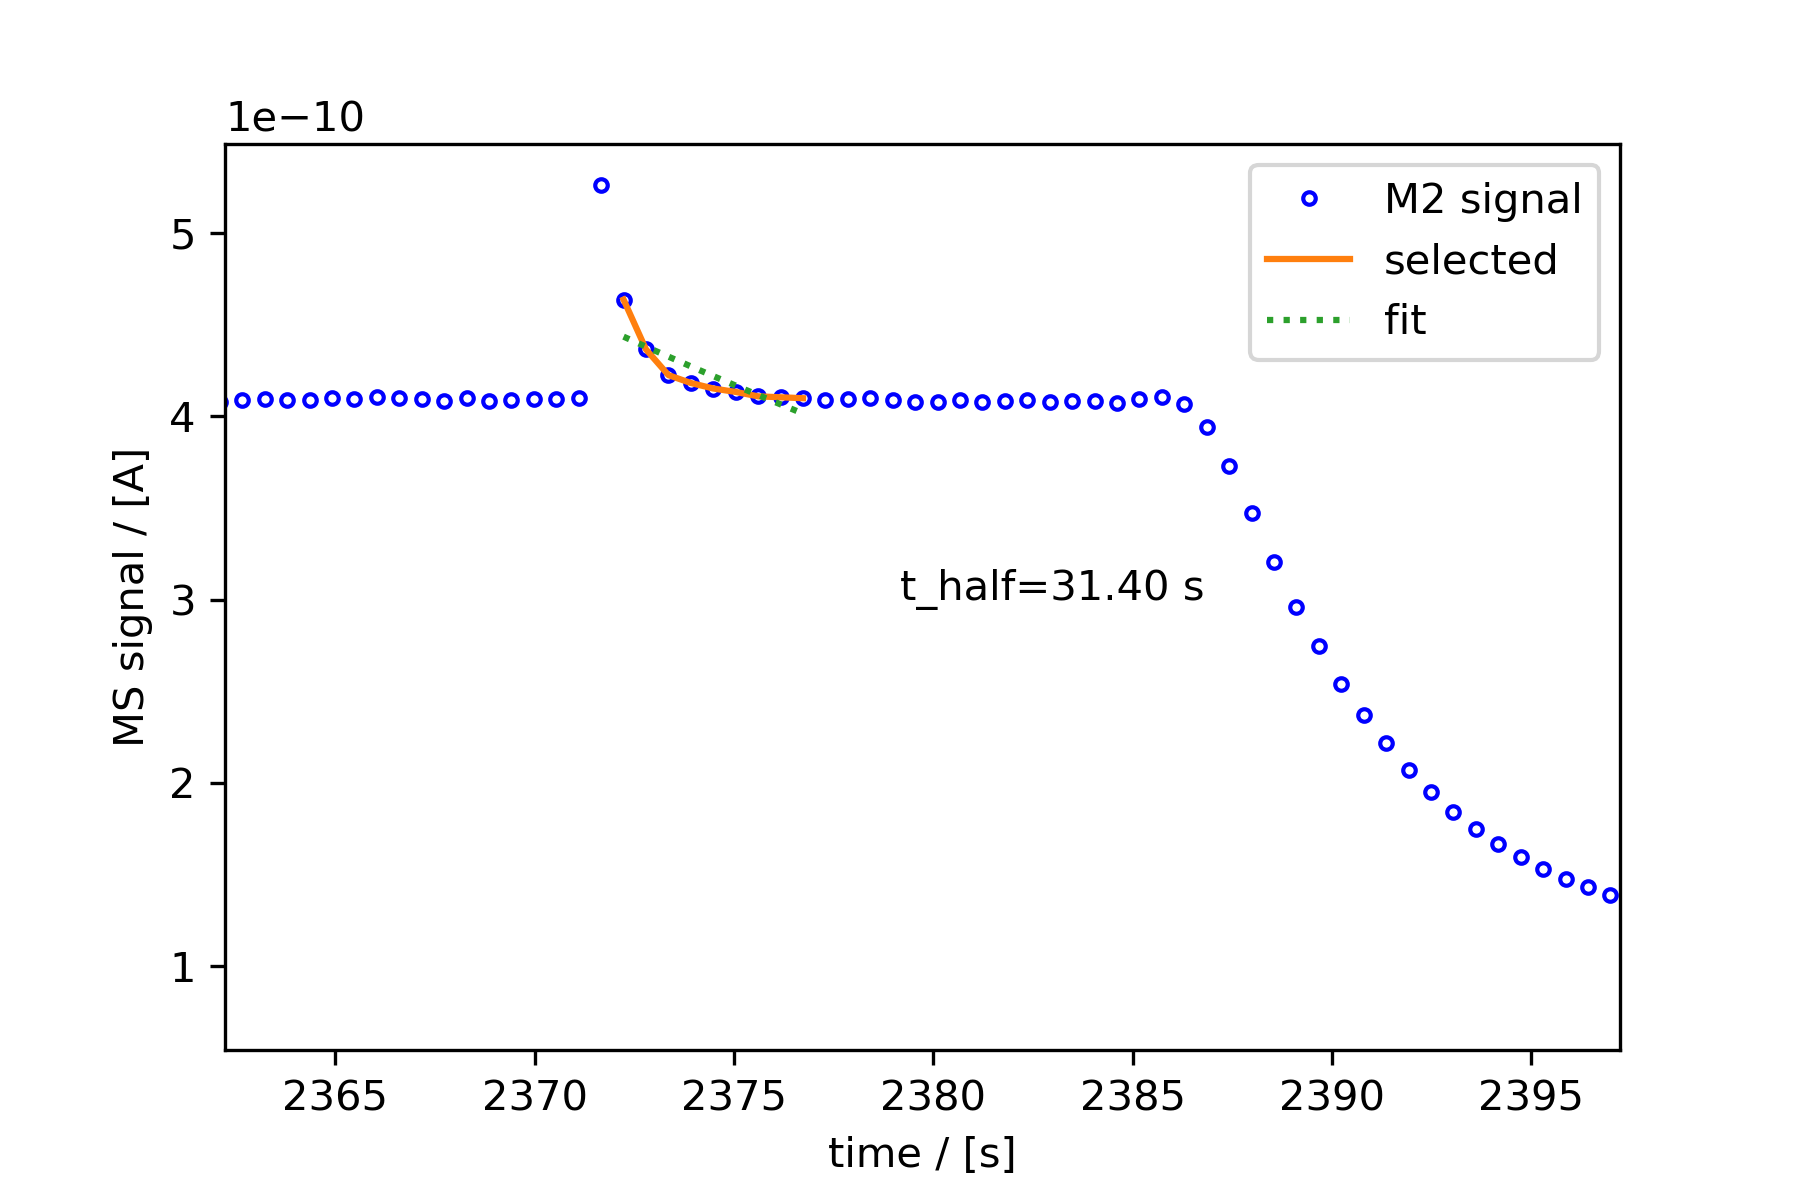 1e−10
M2 signal
selected
fit
5
4
3
2
1
MS signal / [A]
t_half=31.40 s
2365 2370 2375 2380 2385 2390 2395
time / [s]